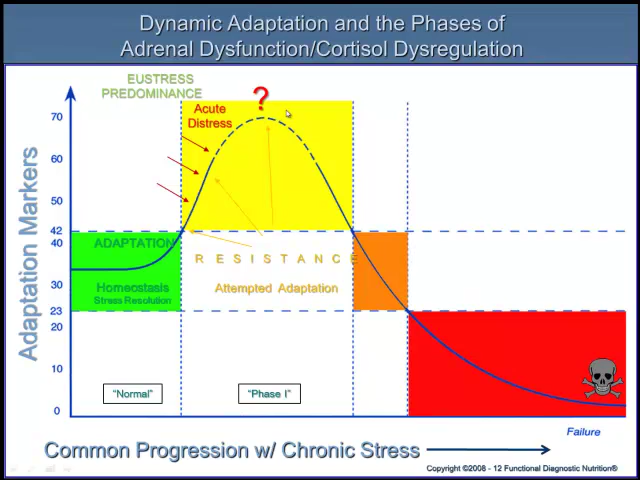 Dynamic Adaptation and the Phases of
Adrenal Dysfunction/Cortisol Dysregulation
EUSTRESS
PREDOMINANCE
?
Acute
Distress
70
60
50
42
40
30
23
20
10
0
Adaptation Markers
ADAPTATION
RESISTANCE
Homeostasis
Stress Resolution
Attempted Adaptation
"Normal"
"Phase I"
Failure
Common Progression w/ Chronic Stress
Copyright ©2008 - 12 Functional Diagnostic Nutrition®